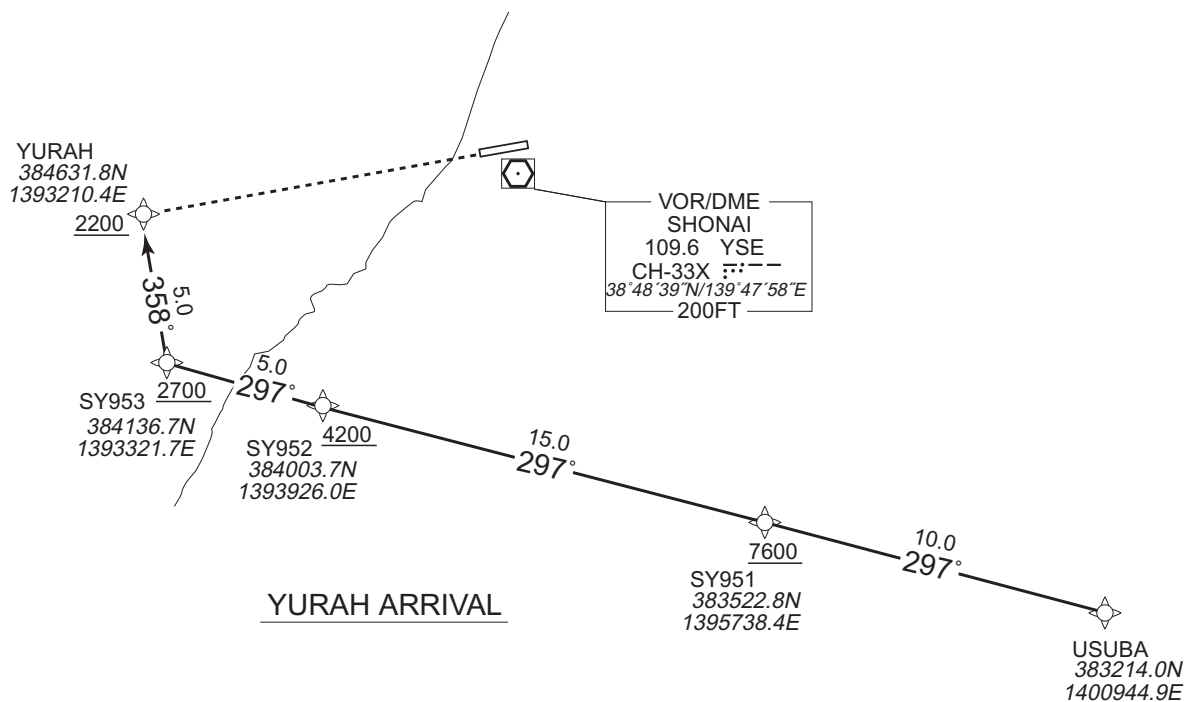 YURAH
384631.8N
1393210.4E
2200
VOR/DME
SHONAI
109.6 YSE
CH-33X
38°48´39˝N/139°47´58˝E
200FT
5.0
358°
5.0
297°
2700
SY953
384136.7N
1393321.7E
4200
SY952
384003.7N
1393926.0E
15.0
297°
7600
SY951
383522.8N
1395738.4E
10.0
297°
YURAH ARRIVAL
USUBA
383214.0N
1400944.9E